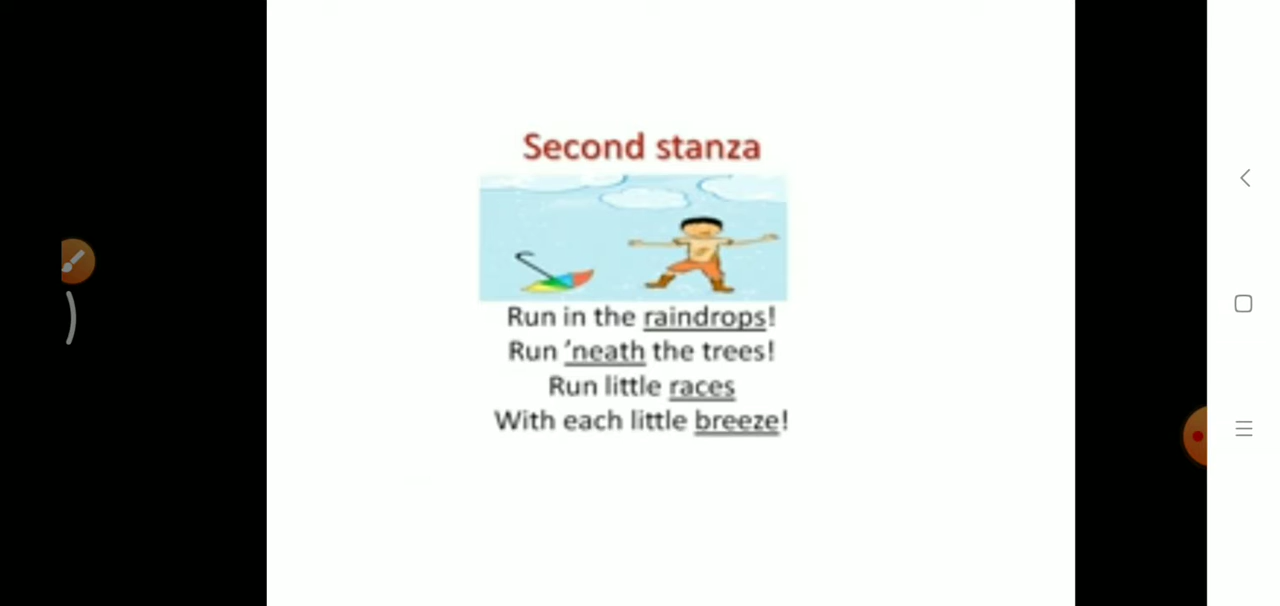 Second stanza
Run in the raindrops!
Run ‘neath the trees!
Run little races
With each little breeze!